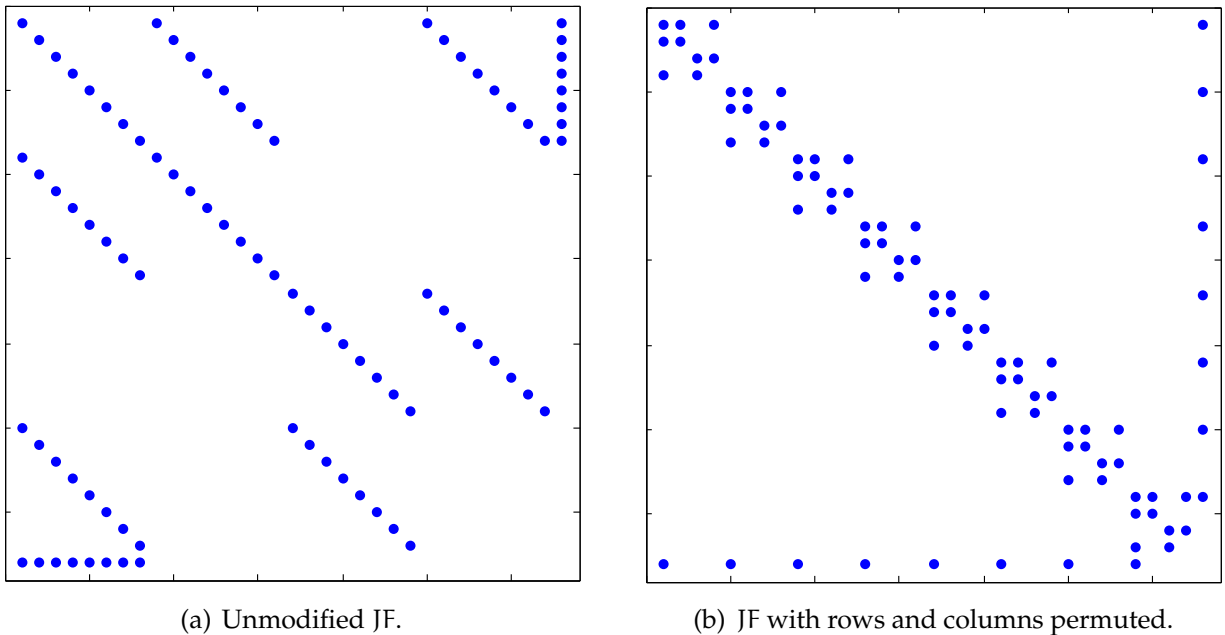 (a) Unmodified JF.
(b) JF with rows and columns permuted.